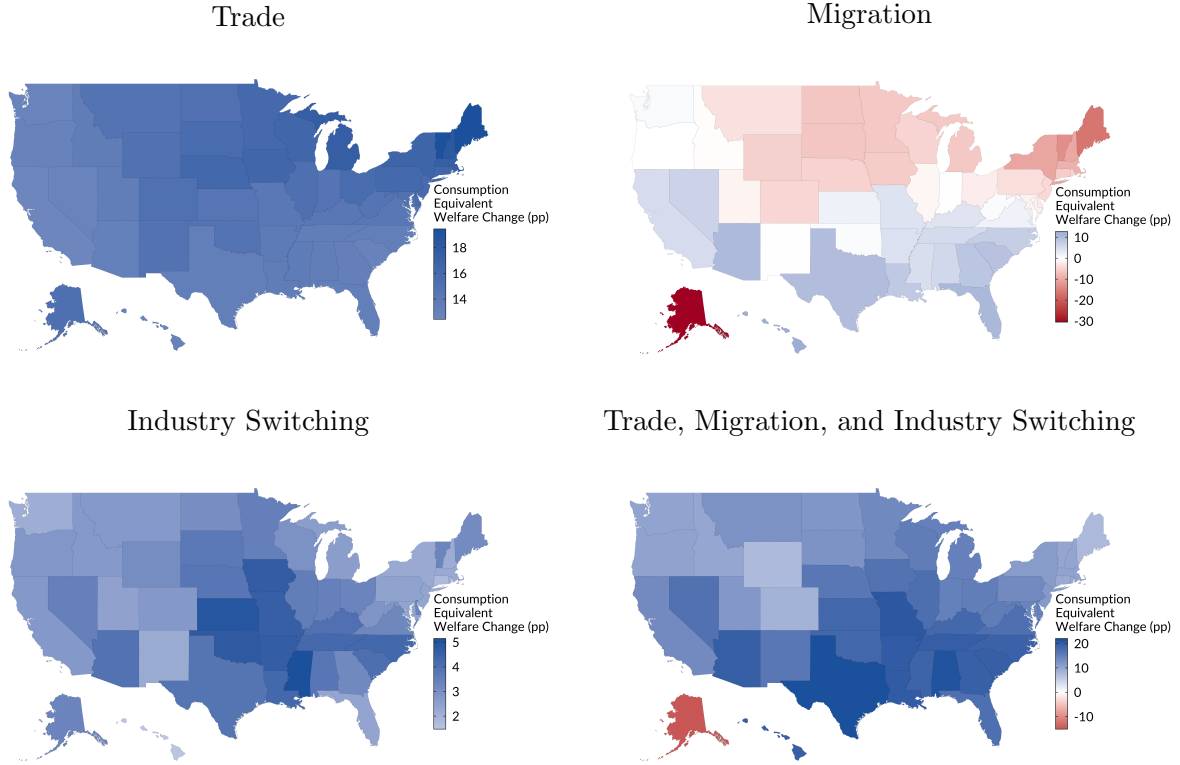 Trade
Consumption
Equivalent
Welfare Change (pp)
18
16
14
Migration
Consumption
Equivalent
Welfare Change (pp)
10
0
-10
-20
-30
Industry Switching
Consumption
Equivalent
Welfare Change (pp)
5
4
3
2
Trade, Migration, and Industry Switching
Consumption
Equivalent
Welfare Change (pp)
20
10
0
-10